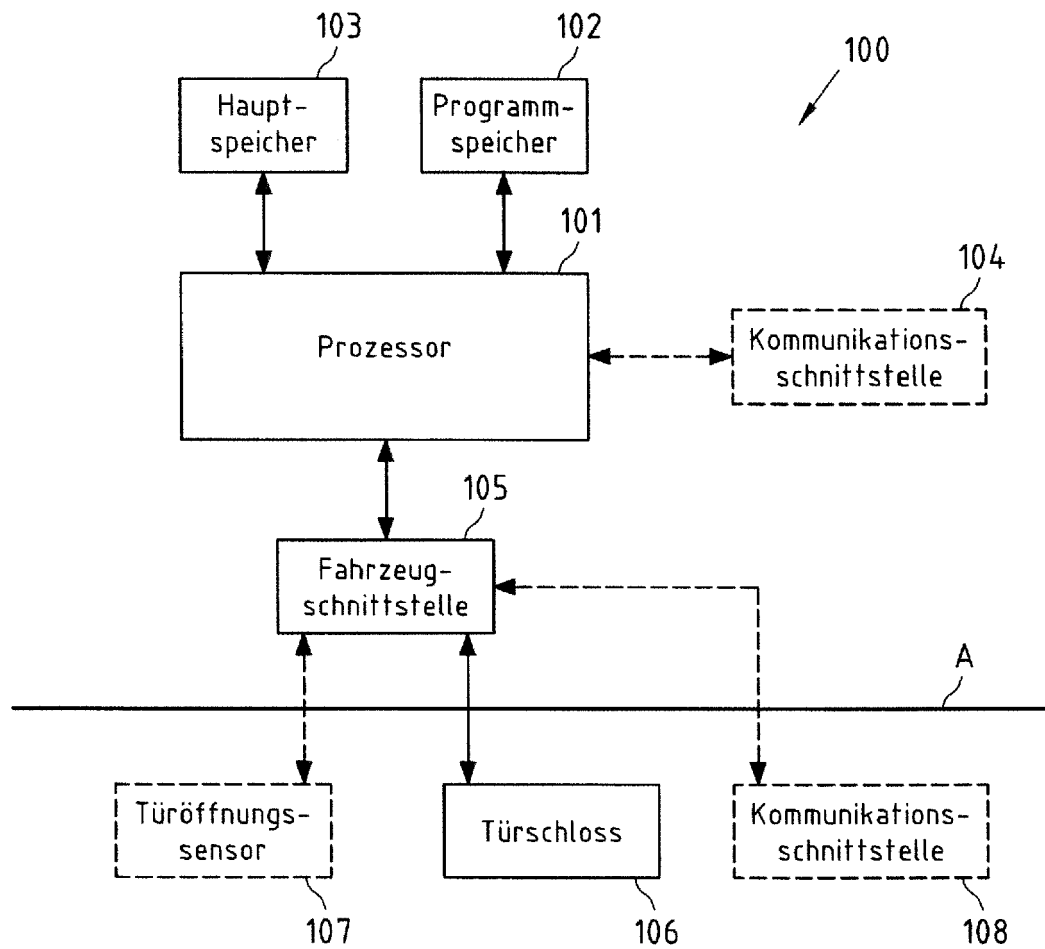 103
102
100
Haupt-
speicher
Programm-
speicher
101
104
Prozessor
Kommunikations-
schnittstelle
105
Fahrzeug-
schnittstelle
A
Türöffnungs-
sensor
Türschloss
Kommunikations-
schnittstelle
107
106
108